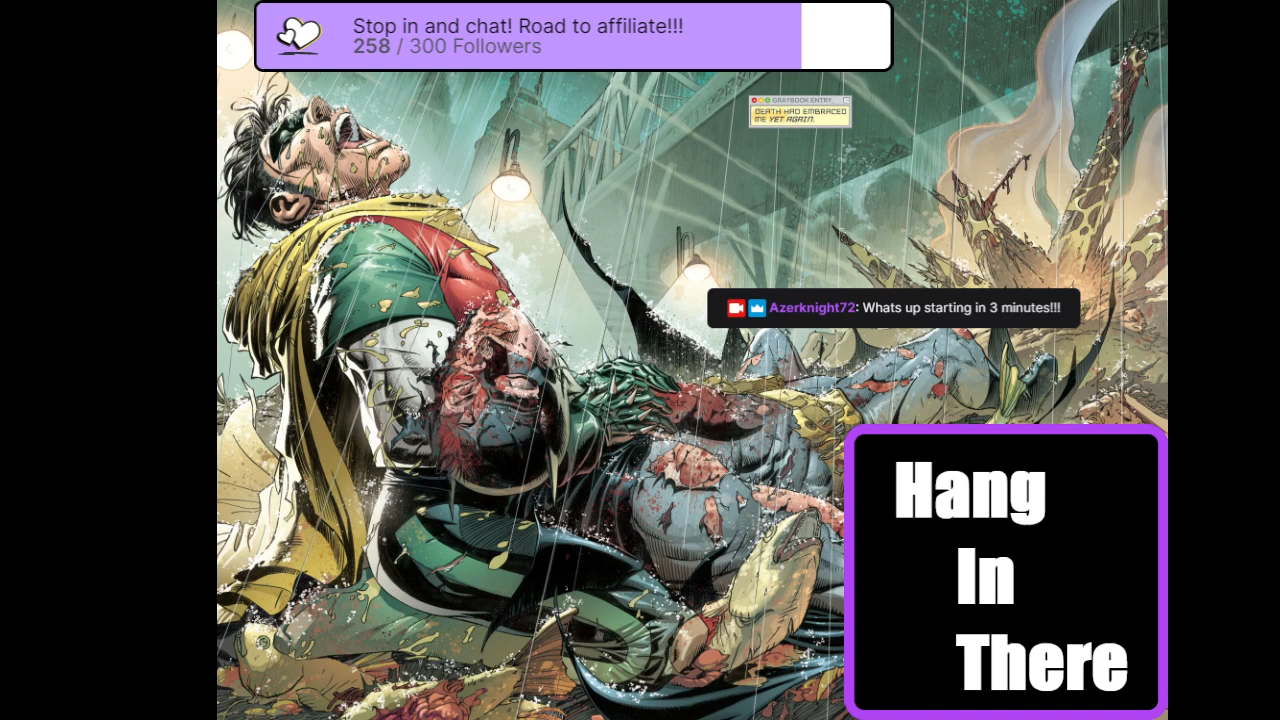 Stop in and chat! Road to affiliate!!!
258 / 300 Followers
GRAYBOOK ENTRY
DEATH HAD EMBRACED
ME YET AGAIN.
Azerknight72: Whats up starting in 3 minutes!!!
Hang
In
There